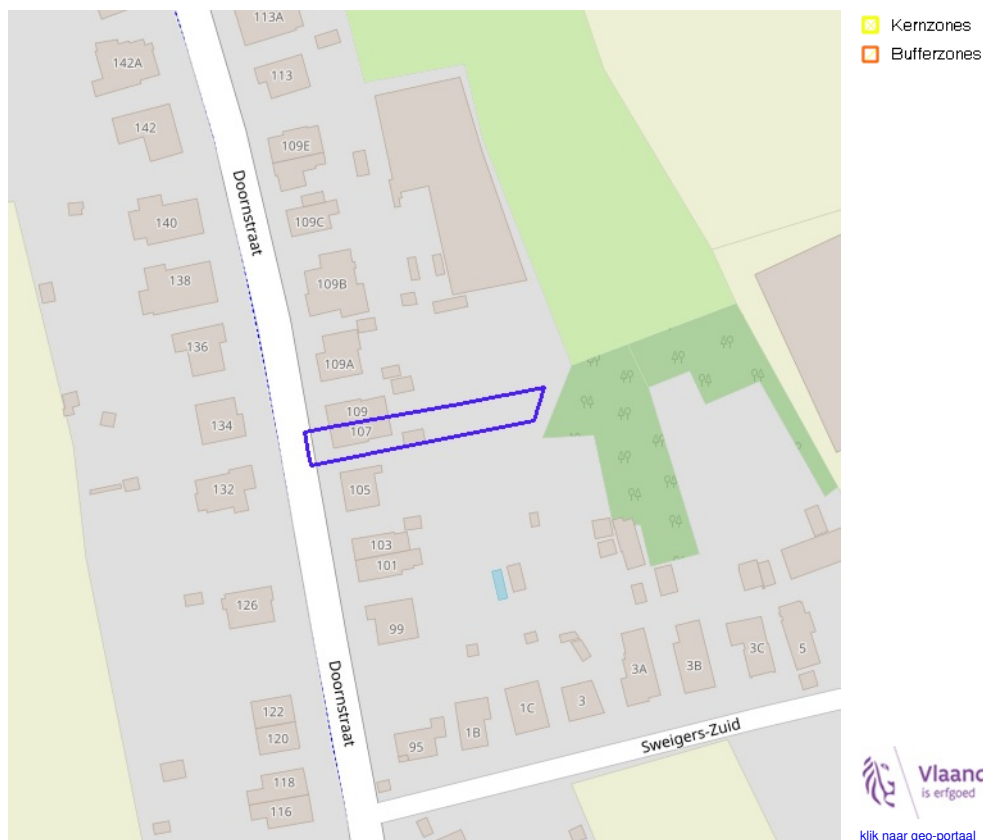 113A
142A
113
142
109E
Doornstraat
140
109C
138
109B
136
109A
109
134
107
132
105
103
101
126
99
Doornstraat
122
120
118
116
95
1B
1C
3
3A
3B
3C
5
Sweigers-Zuid
Kernzones
Bufferzones
Vlaand
is erfgoed
klik naar geo-portaal